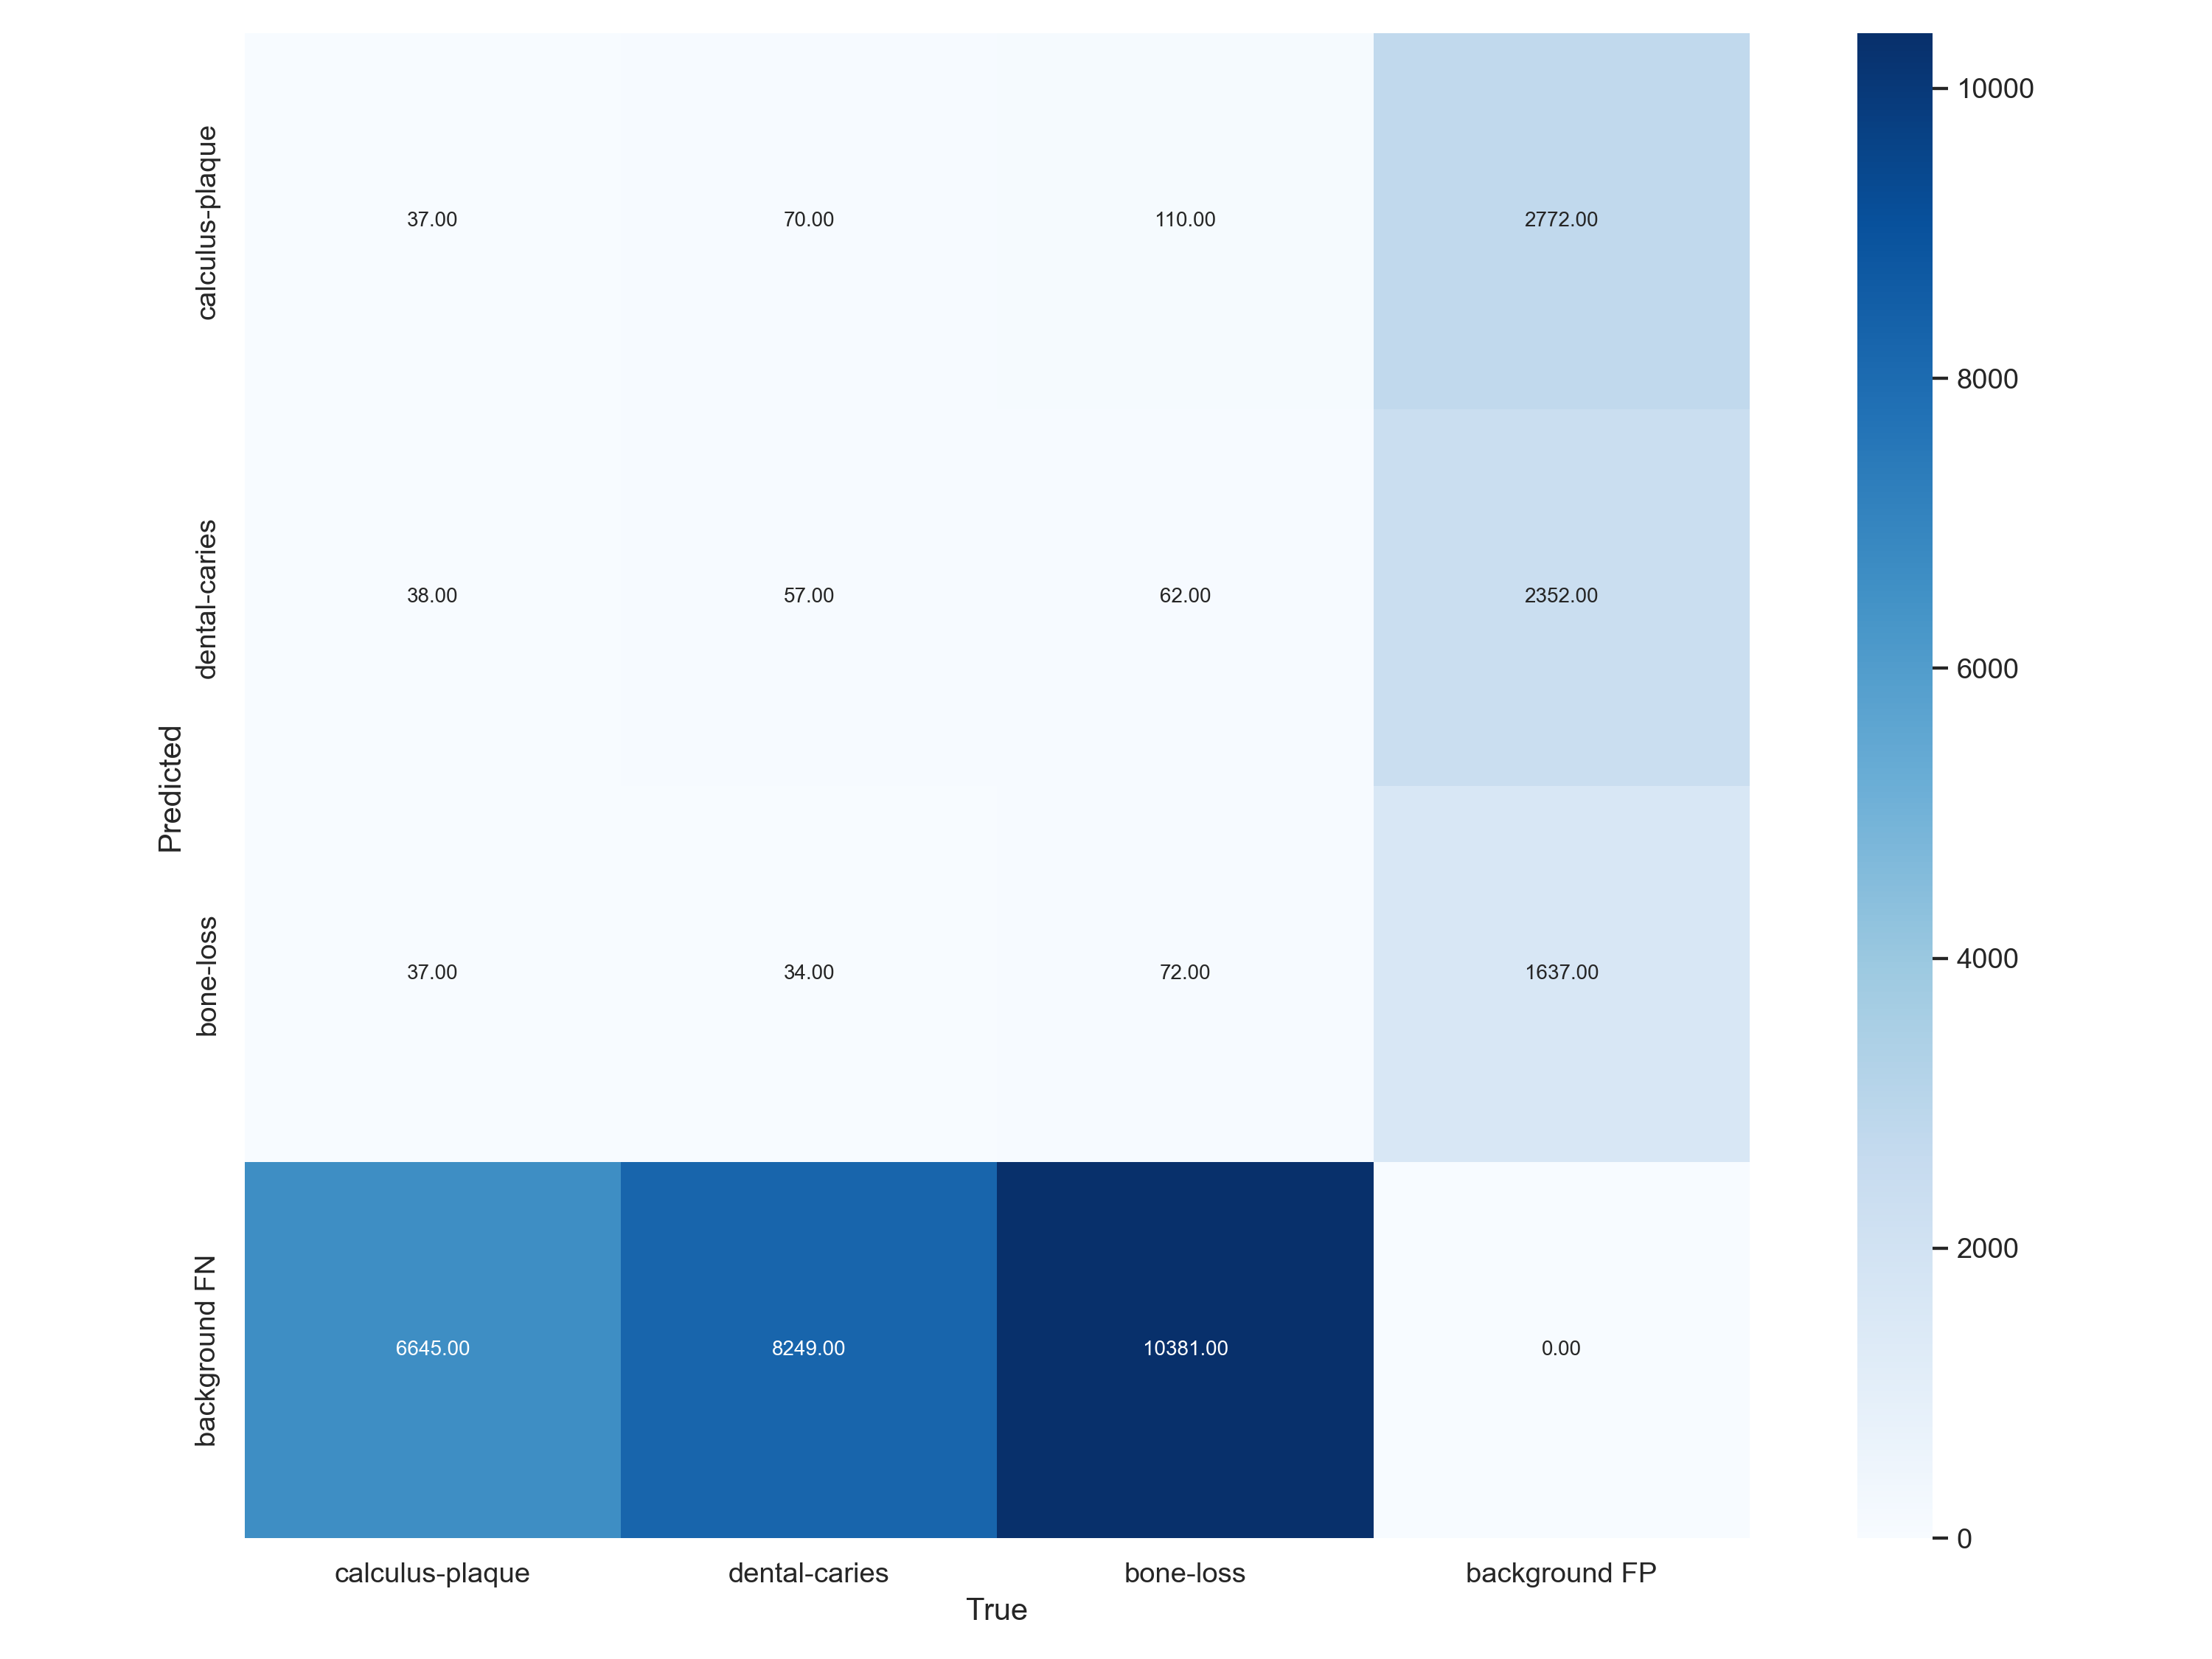 calculus-plaque
37.00 70.00 110.00 2772.00
dental-caries
38.00 57.00 62.00 2352.00
bone-loss
37.00 34.00 72.00 1637.00
background FN
6645.00 8249.00 10381.00 0.00
Predicted
calculus-plaque dental-caries bone-loss background FP
True
10000
8000
6000
4000
2000
0